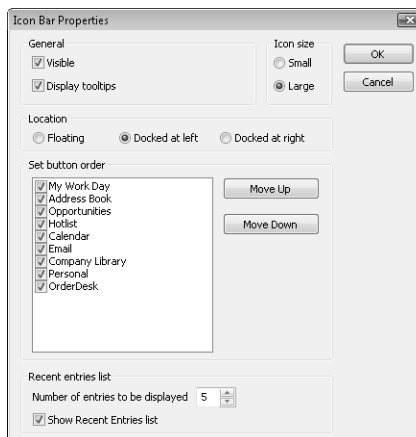 Icon Bar Properties
General
Visible
Display tooltips
Icon size
Small
Large
OK
Cancel
Location
Floating
Docked at left
Docked at right
Set button order
My Work Day
Address Book
Opportunities
Hotlist
Calendar
Email
Company Library
Personal
OrderDesk
Move Up
Move Down
Recent entries list
Number of entries to be displayed 5
Show Recent Entries list